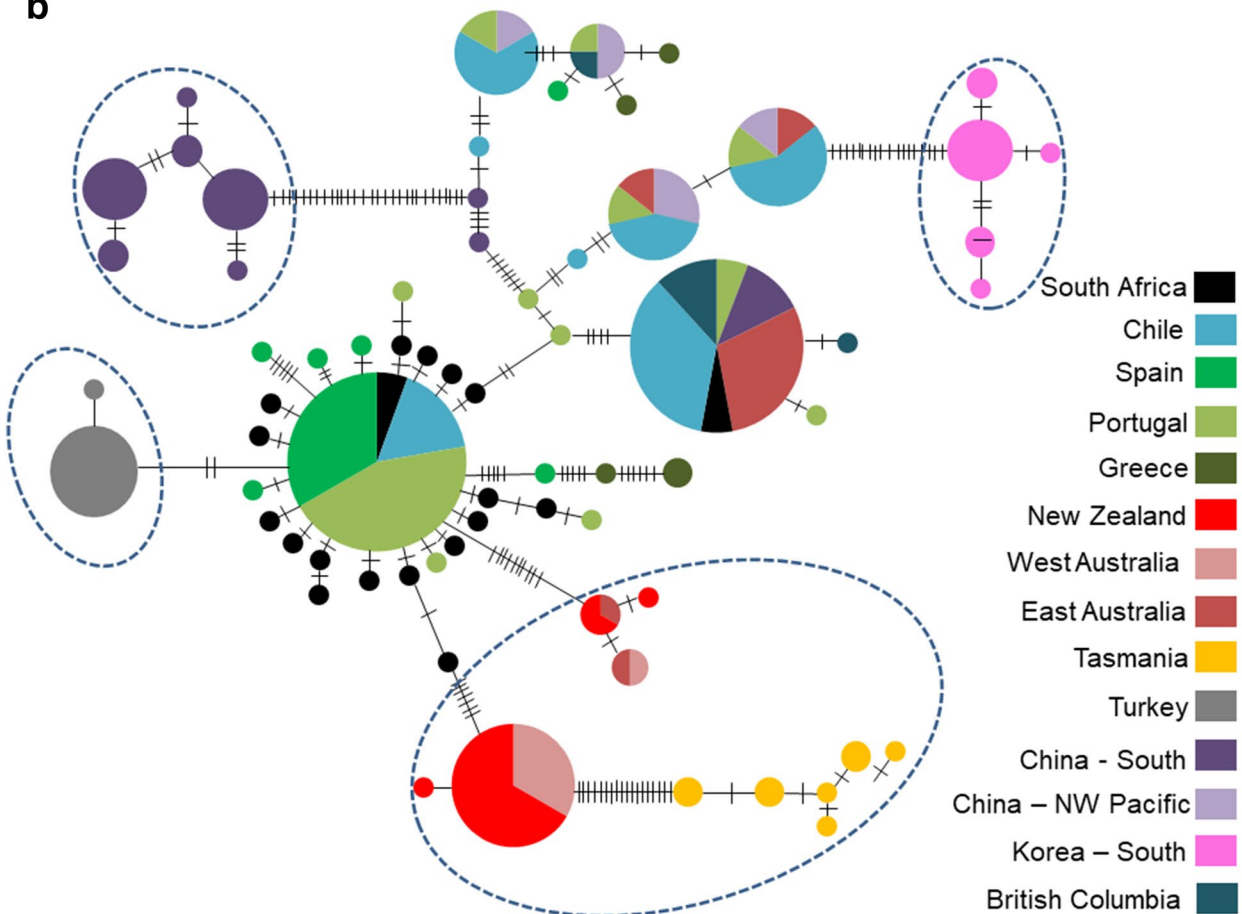 b
South Africa
Chile
Spain
Portugal
Greece
New Zealand
West Australia
East Australia
Tasmania
Turkey
China - South
China – NW Pacific
Korea – South
British Columbia